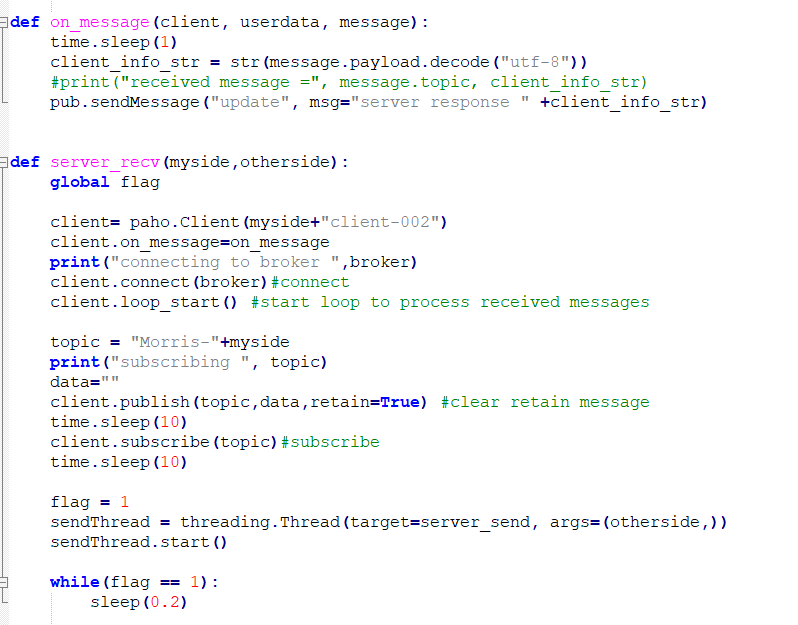 def on_message(client, userdata, message):
    time.sleep(1)
    client_info_str = str(message.payload.decode("utf-8"))
    #print("received message =", message.topic, client_info_str)
    pub.sendMessage("update", msg="server response " +client_info_str)
def server_recv(myside,otherside):
    global flag
    client= paho.Client(myside+"client-002")
    client.on_message=on_message
    print("connecting to broker ",broker)
    client.connect(broker)#connect
    client.loop_start() #start loop to process received messages
    topic = "Morris-"+myside
    print("subscribing ", topic)
    data=""
    client.publish(topic,data,retain=True) #clear retain message
    time.sleep(10)
    client.subscribe(topic)#subscribe
    time.sleep(10)
    flag = 1
    sendThread = threading.Thread(target=server_send, args=(otherside,))
    sendThread.start()
    while(flag == 1):
        sleep(0.2)